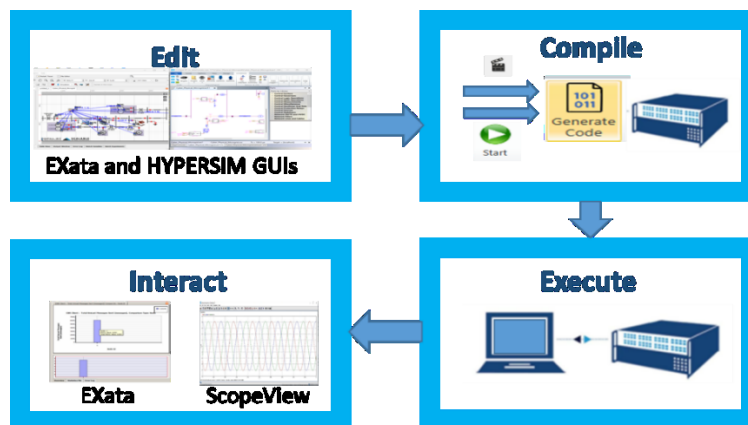 Edit
EXata and HYPERSIM GUIs
Compile
101
011
Generate
Code
Start
Interact
EXata
ScopeView
Execute